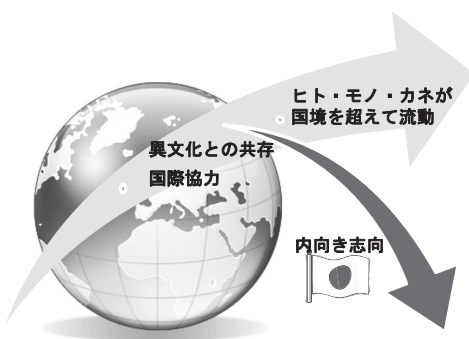 ヒト・モノ・カネが
国境を超えて流動
異文化との共存
国際協力
内向き志向